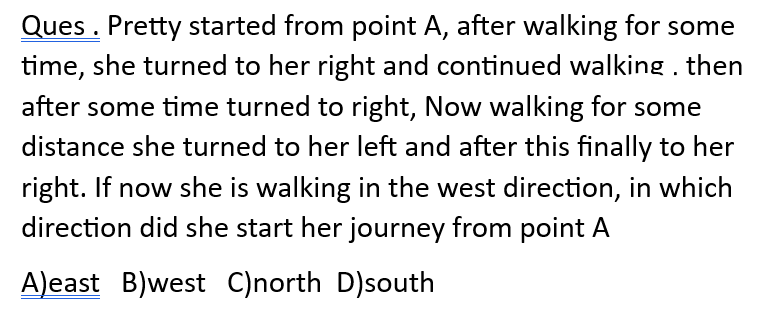 Ques . Pretty started from point A, after walking for some
time, she turned to her right and continued walking . then
after some time turned to right, Now walking for some
distance she turned to her left and after this finally to her
right. If now she is walking in the west direction, in which
direction did she start her journey from point A
A)east B)west C)north D)south